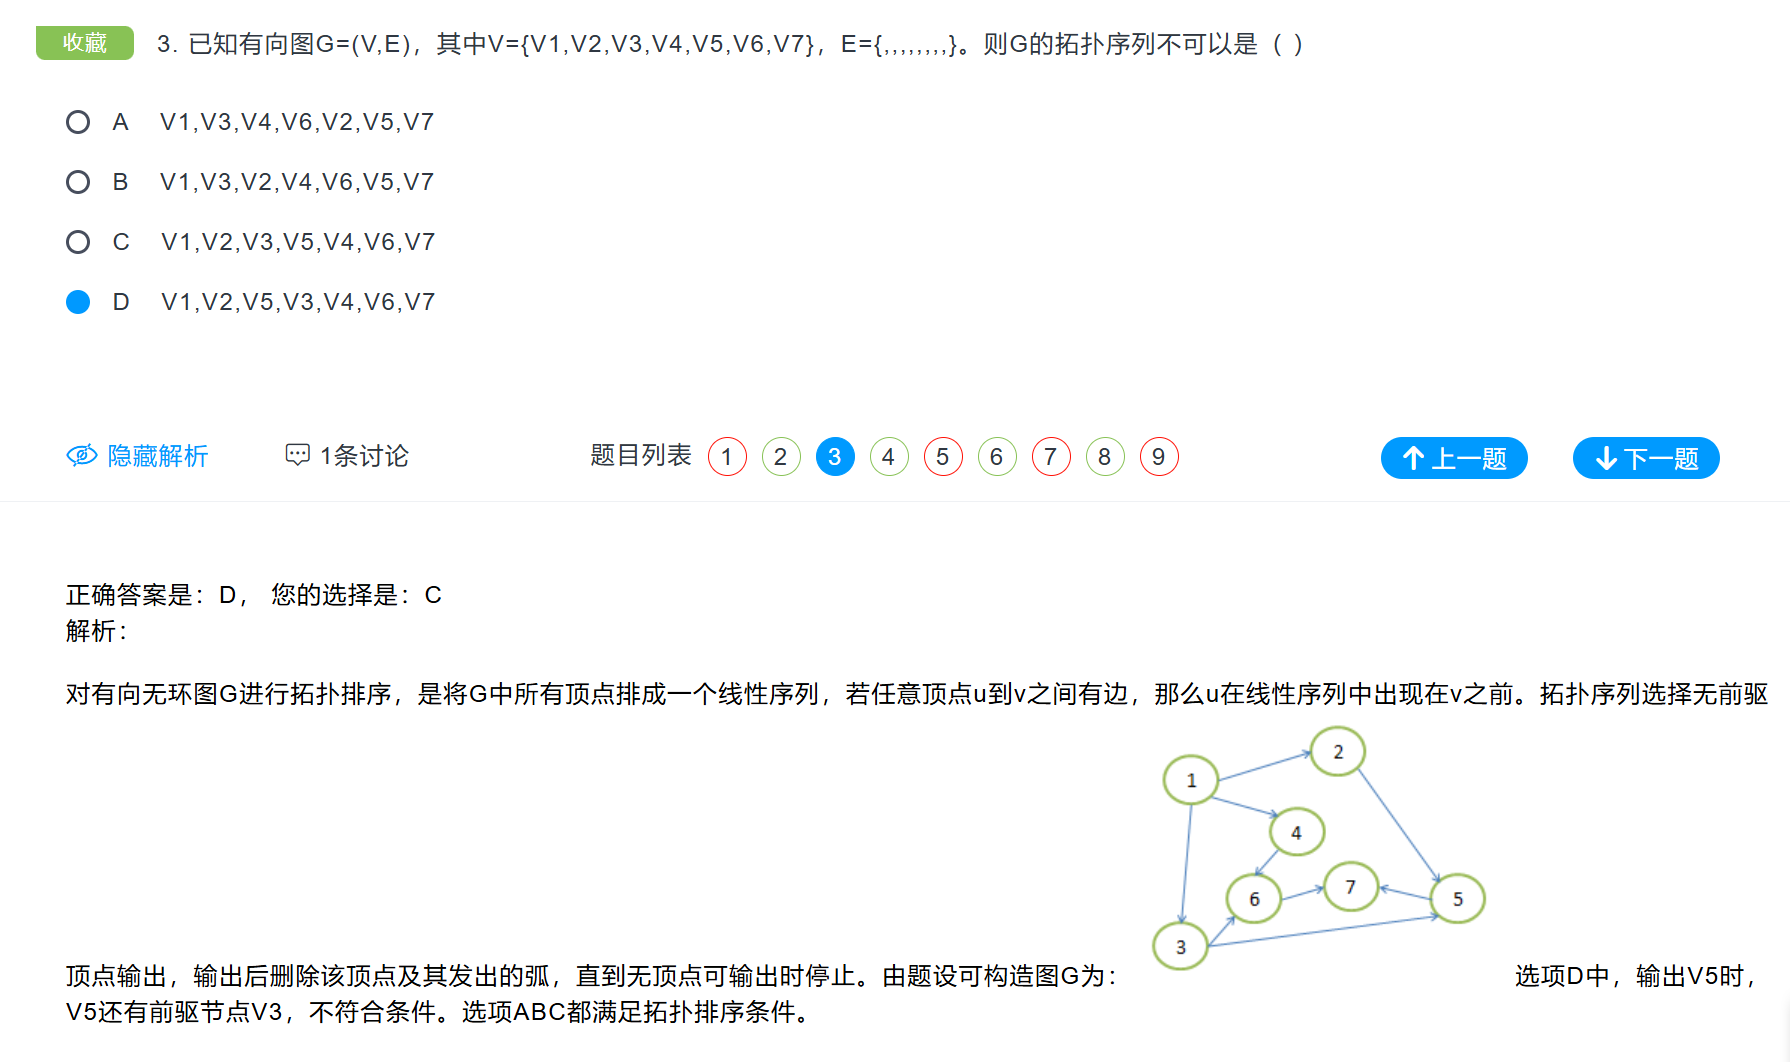 收藏 3. 已知有向图G=(V,E)，其中V={V1,V2,V3,V4,V5,V6,V7}，E={,,,,,,,,}。则G的拓扑序列不可以是（ ）
A V1,V3,V4,V6,V2,V5,V7
B V1,V3,V2,V4,V6,V5,V7
C V1,V2,V3,V5,V4,V6,V7
D V1,V2,V5,V3,V4,V6,V7
隐藏解析 1条讨论 题目列表 1 2 3 4 5 6 7 8 9 上一题 下一题
正确答案是：D， 您的选择是：C
解析：
对有向无环图G进行拓扑排序，是将G中所有顶点排成一个线性序列，若任意顶点u到v之间有边，那么u在线性序列中出现在v之前。拓扑序列选择无前驱
2
1
4
7
6
5
3
顶点输出，输出后删除该顶点及其发出的弧，直到无顶点可输出时停止。由题设可构造图G为： 选项D中，输出V5时，
V5还有前驱节点V3，不符合条件。选项ABC都满足拓扑排序条件。